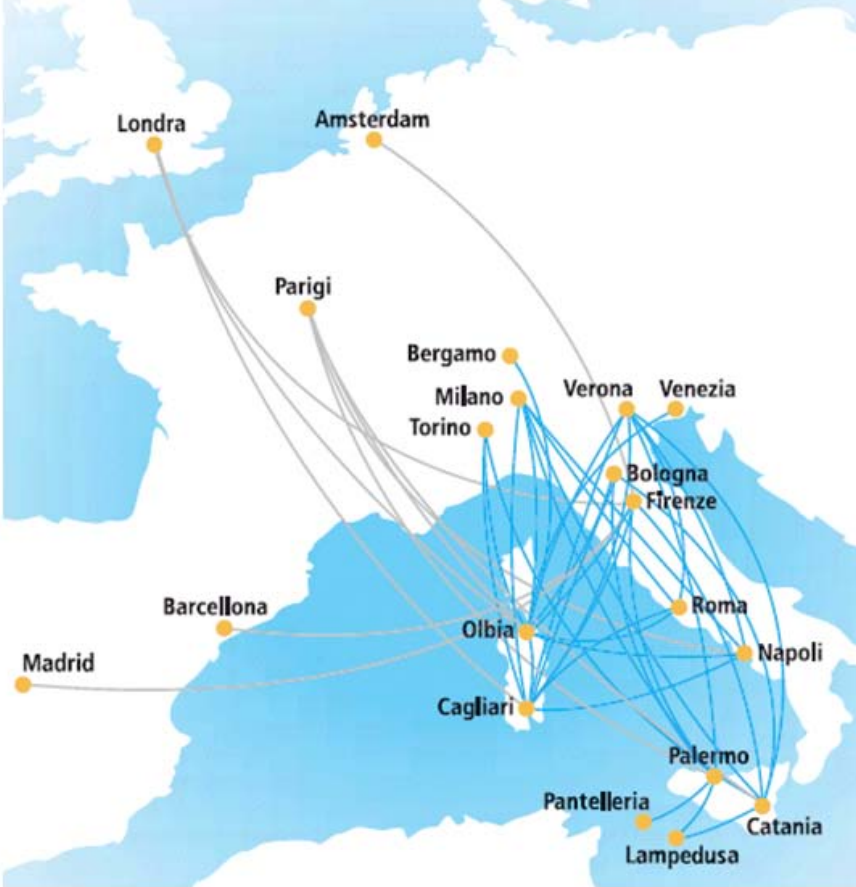 Londra
Amsterdam
Parigi
Bergamo
Milano
Verona
Venezia
Torino
Bologna
Firenze
Barcellona
Roma
Olbia
Napoli
Madrid
Cagliari
Palermo
Pantelleria
Catania
Lampedusa